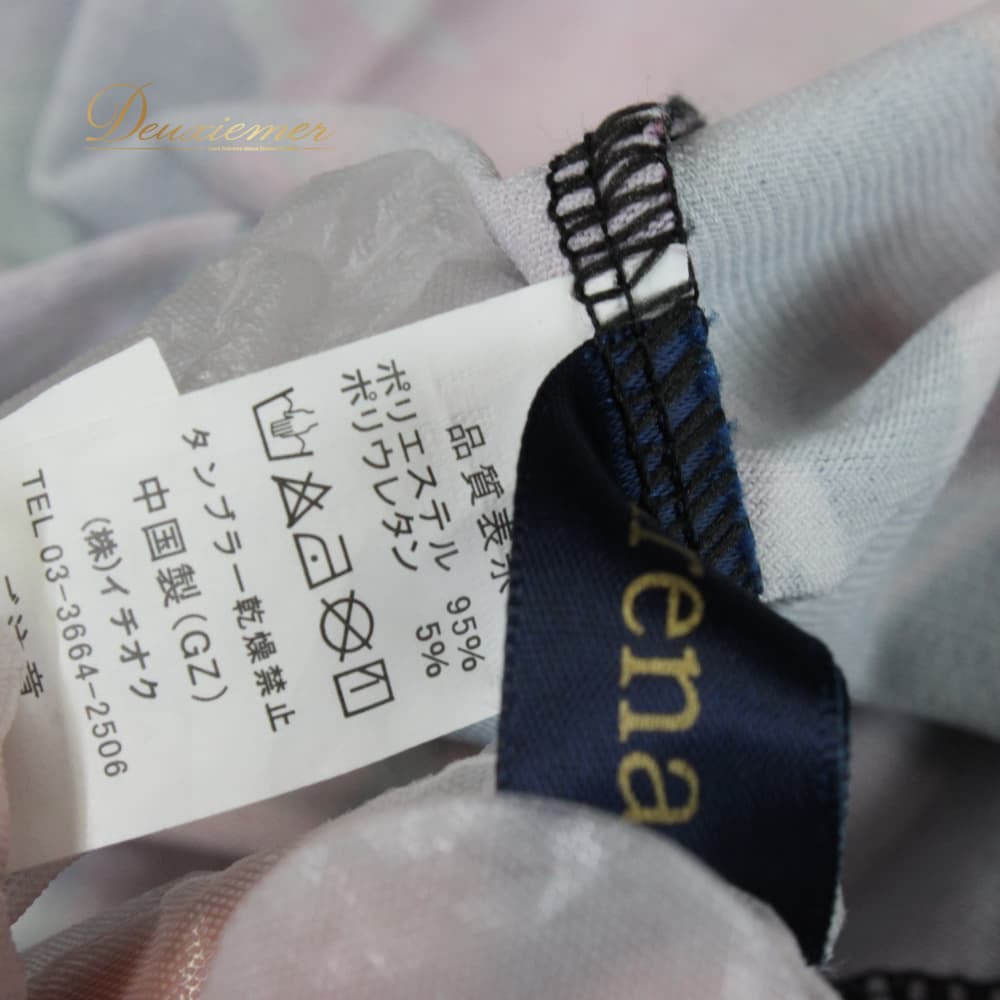 Deuxiemer
品質表示
ポリエステル 95%
ポリウレタン 5%
タンブラー乾燥禁止
中国製(GZ)
(株)イチオク
TEL 03-3664-2506
rena